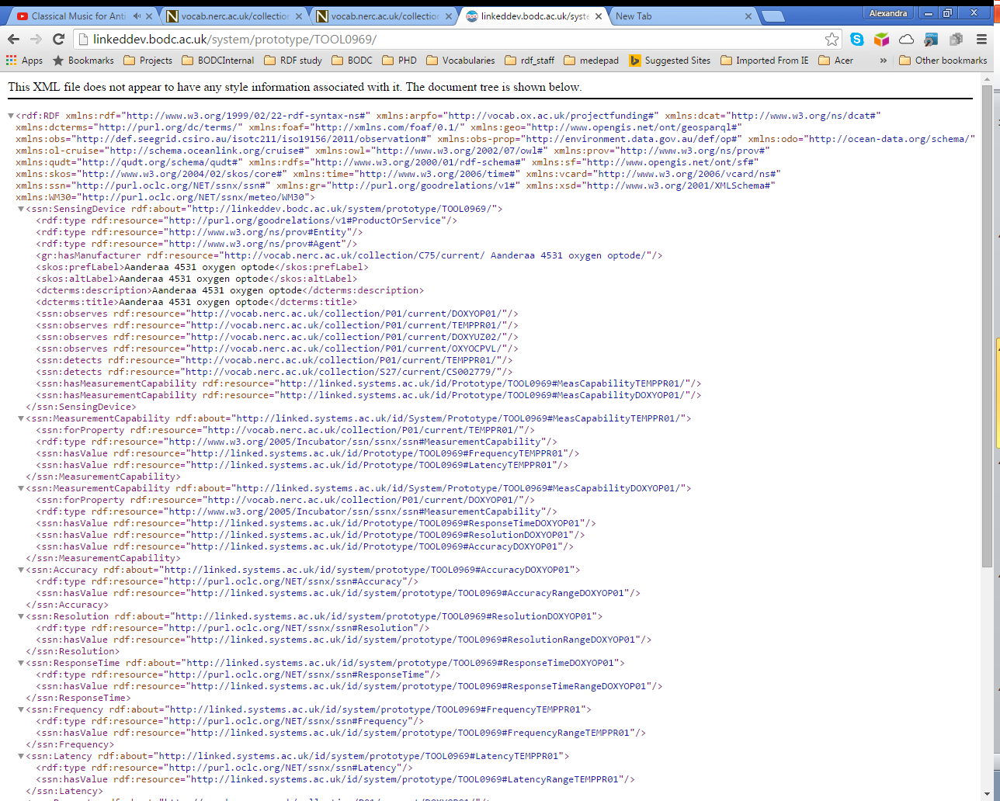 Classical Music for Anti
vocab.nerc.ac.uk/collection
vocab.nerc.ac.uk/collection
linkeddev.bodc.ac.uk/syste
New Tab
Alexandra
linkeddev.bodc.ac.uk/system/prototype/TOOL0969/
Apps Bookmarks Projects BODCInternal RDF study BODC PHD Vocabularies rdf_staff medepad Suggested Sites Imported From IE Acer » Other bookmarks
This XML file does not appear to have any style information associated with it. The document tree is shown below.
<rdf:RDF xmlns:rdf="http://www.w3.org/1999/02/22-rdf-syntax-ns#" xmlns:arpfo="http://vocab.ox.ac.uk/projectfunding#" xmlns:dcat="http://www.w3.org/ns/dcat#"
xmlns:dcterms="http://purl.org/dc/terms/" xmlns:foaf="http://xmlns.com/foaf/0.1/" xmlns:geo="http://www.opengis.net/ont/geosparql#"
xmlns:obs="http://def.seegrid.csiro.au/isotc211/iso19156/2011/observation#" xmlns:obs-prop="http://environment.data.gov.au/def/op#" xmlns:odo="http://ocean-data.org/schema/"
xmlns:ol-cruise="http://schema.oceanlink.org/cruise#" xmlns:owl="http://www.w3.org/2002/07/owl#" xmlns:prov="http://www.w3.org/ns/prov#"
xmlns:qudt="http://qudt.org/schema/qudt#" xmlns:rdfs="http://www.w3.org/2000/01/rdf-schema#" xmlns:sf="http://www.opengis.net/ont/sf#"
xmlns:skos="http://www.w3.org/2004/02/skos/core#" xmlns:time="http://www.w3.org/2006/time#" xmlns:vcard="http://www.w3.org/2006/vcard/ns#"
xmlns:ssn="http://purl.oclc.org/NET/ssnx/ssn#" xmlns:gr="http://purl.org/goodrelations/v1#" xmlns:xsd="http://www.w3.org/2001/XMLSchema#"
xmlns:WM30="http://purl.oclc.org/NET/ssnx/meteo/WM30">
<ssn:SensingDevice rdf:about="http://linkeddev.bodc.ac.uk/system/prototype/TOOL0969/">
<rdf:type rdf:resource="http://purl.org/goodrelations/v1#ProductOrService"/>
<rdf:type rdf:resource="http://www.w3.org/ns/prov#Entity"/>
<rdf:type rdf:resource="http://www.w3.org/ns/prov#Agent"/>
<gr:hasManufacturer rdf:resource="http://vocab.nerc.ac.uk/collection/C75/current/ Aanderaa 4531 oxygen optode/"/>
<skos:prefLabel>Aanderaa 4531 oxygen optode</skos:prefLabel>
<skos:altLabel>Aanderaa 4531 oxygen optode</skos:altLabel>
<dcterms:description>Aanderaa 4531 oxygen optode</dcterms:description>
<dcterms:title>Aanderaa 4531 oxygen optode</dcterms:title>
<ssn:observes rdf:resource="http://vocab.nerc.ac.uk/collection/P01/current/DOXYOP01/"/>
<ssn:observes rdf:resource="http://vocab.nerc.ac.uk/collection/P01/current/TEMPPR01/"/>
<ssn:observes rdf:resource="http://vocab.nerc.ac.uk/collection/P01/current/DOXYUZ02/"/>
<ssn:observes rdf:resource="http://vocab.nerc.ac.uk/collection/P01/current/OXYOCPVL/"/>
<ssn:detects rdf:resource="http://vocab.nerc.ac.uk/collection/P01/current/TEMPPR01/"/>
<ssn:detects rdf:resource="http://vocab.nerc.ac.uk/collection/S27/current/CS002779/"/>
<ssn:hasMeasurementCapability rdf:resource="http://linked.systems.ac.uk/id/Prototype/TOOL0969#MeasCapabilityTEMPPR01/"/>
<ssn:hasMeasurementCapability rdf:resource="http://linked.systems.ac.uk/id/Prototype/TOOL0969#MeasCapabilityDOXYOP01/"/>
</ssn:SensingDevice>
<ssn:MeasurementCapability rdf:about="http://linked.systems.ac.uk/id/System/Prototype/TOOL0969#MeasCapabilityTEMPPR01/">
<ssn:forProperty rdf:resource="http://vocab.nerc.ac.uk/collection/P01/current/TEMPPR01/"/>
<rdf:type rdf:resource="http://www.w3.org/2005/Incubator/ssn/ssnx/ssn#MeasurementCapability"/>
<ssn:hasValue rdf:resource="http://linked.systems.ac.uk/id/Prototype/TOOL0969#FrequencyTEMPPR01"/>
<ssn:hasValue rdf:resource="http://linked.systems.ac.uk/id/Prototype/TOOL0969#LatencyTEMPPR01"/>
</ssn:MeasurementCapability>
<ssn:MeasurementCapability rdf:about="http://linked.systems.ac.uk/id/System/Prototype/TOOL0969#MeasCapabilityDOXYOP01/">
<ssn:forProperty rdf:resource="http://vocab.nerc.ac.uk/collection/P01/current/DOXYOP01/"/>
<rdf:type rdf:resource="http://www.w3.org/2005/Incubator/ssn/ssnx/ssn#MeasurementCapability"/>
<ssn:hasValue rdf:resource="http://linked.systems.ac.uk/id/Prototype/TOOL0969#ResponseTimeDOXYOP01"/>
<ssn:hasValue rdf:resource="http://linked.systems.ac.uk/id/Prototype/TOOL0969#ResolutionDOXYOP01"/>
<ssn:hasValue rdf:resource="http://linked.systems.ac.uk/id/Prototype/TOOL0969#AccuracyDOXYOP01"/>
</ssn:MeasurementCapability>
<ssn:Accuracy rdf:about="http://linked.systems.ac.uk/id/system/prototype/TOOL0969#AccuracyDOXYOP01">
<rdf:type rdf:resource="http://purl.oclc.org/NET/ssnx/ssn#Accuracy"/>
<ssn:hasValue rdf:resource="http://linked.systems.ac.uk/id/system/prototype/TOOL0969#AccuracyRangeDOXYOP01"/>
</ssn:Accuracy>
<ssn:Resolution rdf:about="http://linked.systems.ac.uk/id/system/prototype/TOOL0969#ResolutionDOXYOP01">
<rdf:type rdf:resource="http://purl.oclc.org/NET/ssnx/ssn#Resolution"/>
<ssn:hasValue rdf:resource="http://linked.systems.ac.uk/id/system/prototype/TOOL0969#ResolutionRangeDOXYOP01"/>
</ssn:Resolution>
<ssn:ResponseTime rdf:about="http://linked.systems.ac.uk/id/system/prototype/TOOL0969#ResponseTimeDOXYOP01">
<rdf:type rdf:resource="http://purl.oclc.org/NET/ssnx/ssn#ResponseTime"/>
<ssn:hasValue rdf:resource="http://linked.systems.ac.uk/id/system/prototype/TOOL0969#ResponseTimeRangeDOXYOP01"/>
</ssn:ResponseTime>
<ssn:Frequency rdf:about="http://linked.systems.ac.uk/id/system/prototype/TOOL0969#FrequencyTEMPPR01">
<rdf:type rdf:resource="http://purl.oclc.org/NET/ssnx/ssn#Frequency"/>
<ssn:hasValue rdf:resource="http://linked.systems.ac.uk/id/system/prototype/TOOL0969#FrequencyRangeTEMPPR01"/>
</ssn:Frequency>
<ssn:Latency rdf:about="http://linked.systems.ac.uk/id/system/prototype/TOOL0969#LatencyTEMPPR01">
<rdf:type rdf:resource="http://purl.oclc.org/NET/ssnx/ssn#Latency"/>
<ssn:hasValue rdf:resource="http://linked.systems.ac.uk/id/system/prototype/TOOL0969#LatencyRangeTEMPPR01"/>
</ssn:Latency>